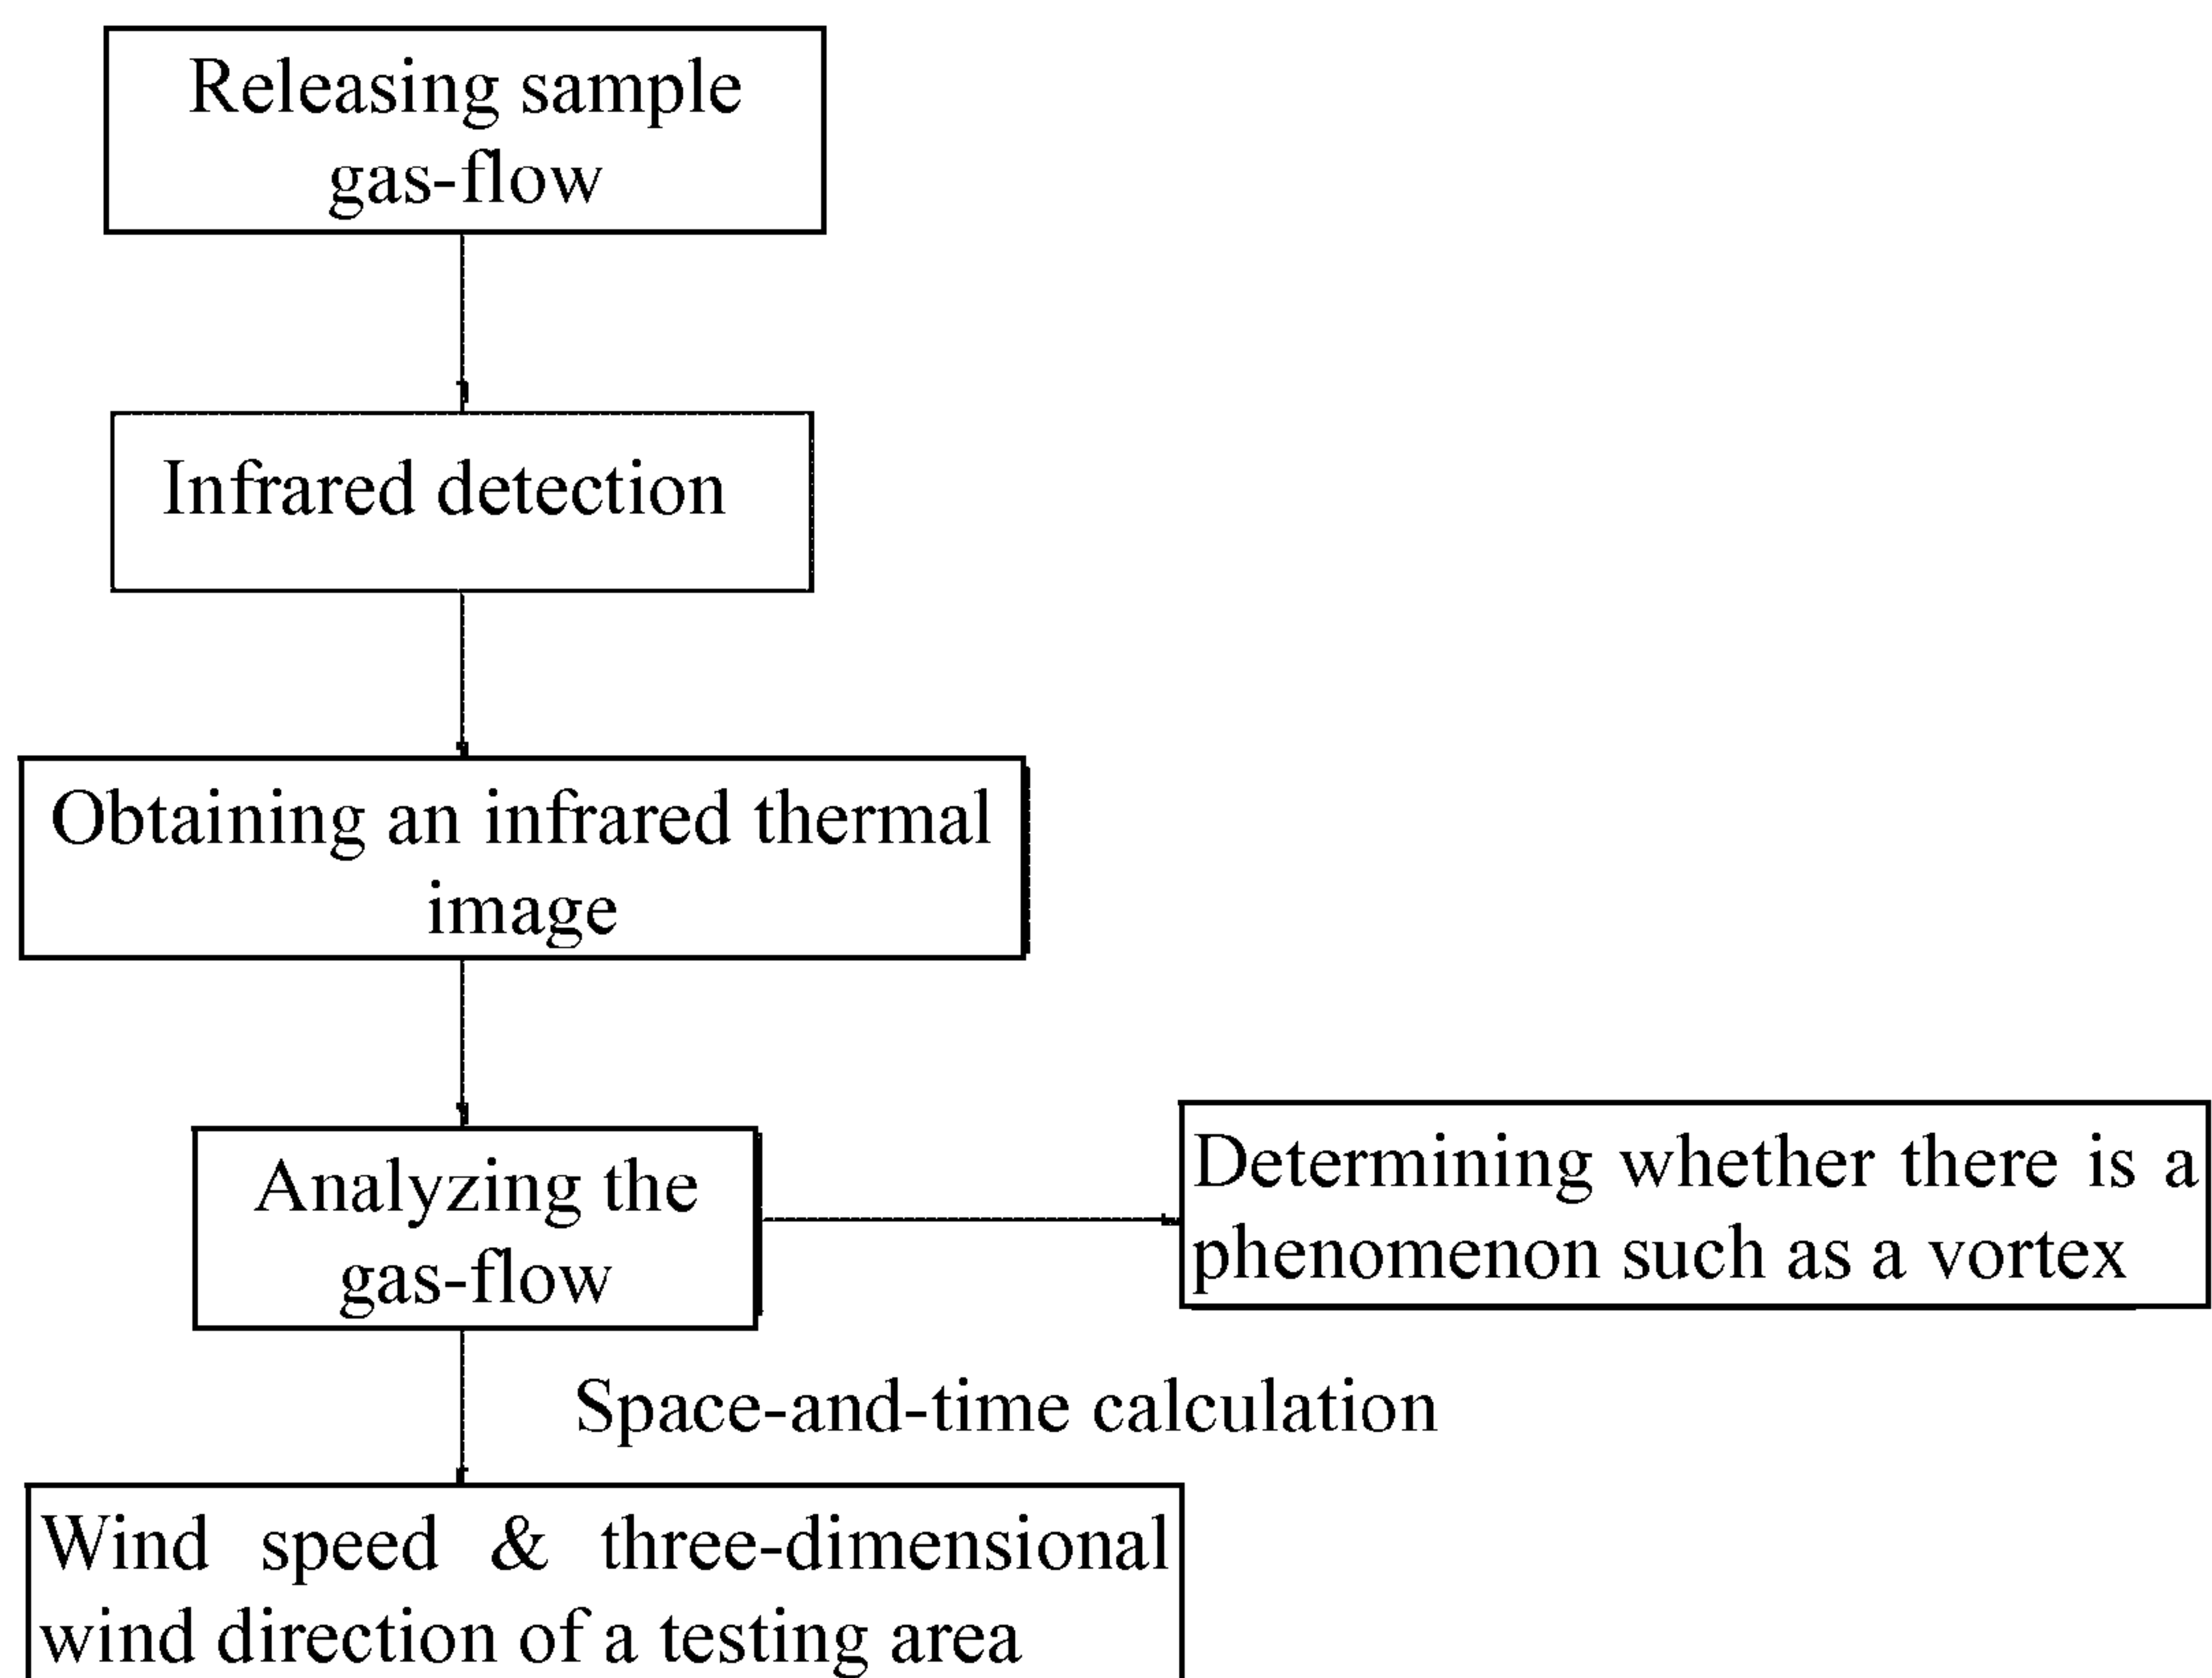 Releasing sample
gas-flow
Infrared detection
Obtaining an infrared thermal
image
Analyzing the
gas-flow
Determining whether there is a
phenomenon such as a vortex
Space-and-time calculation
Wind speed & three-dimensional
wind direction of a testing area